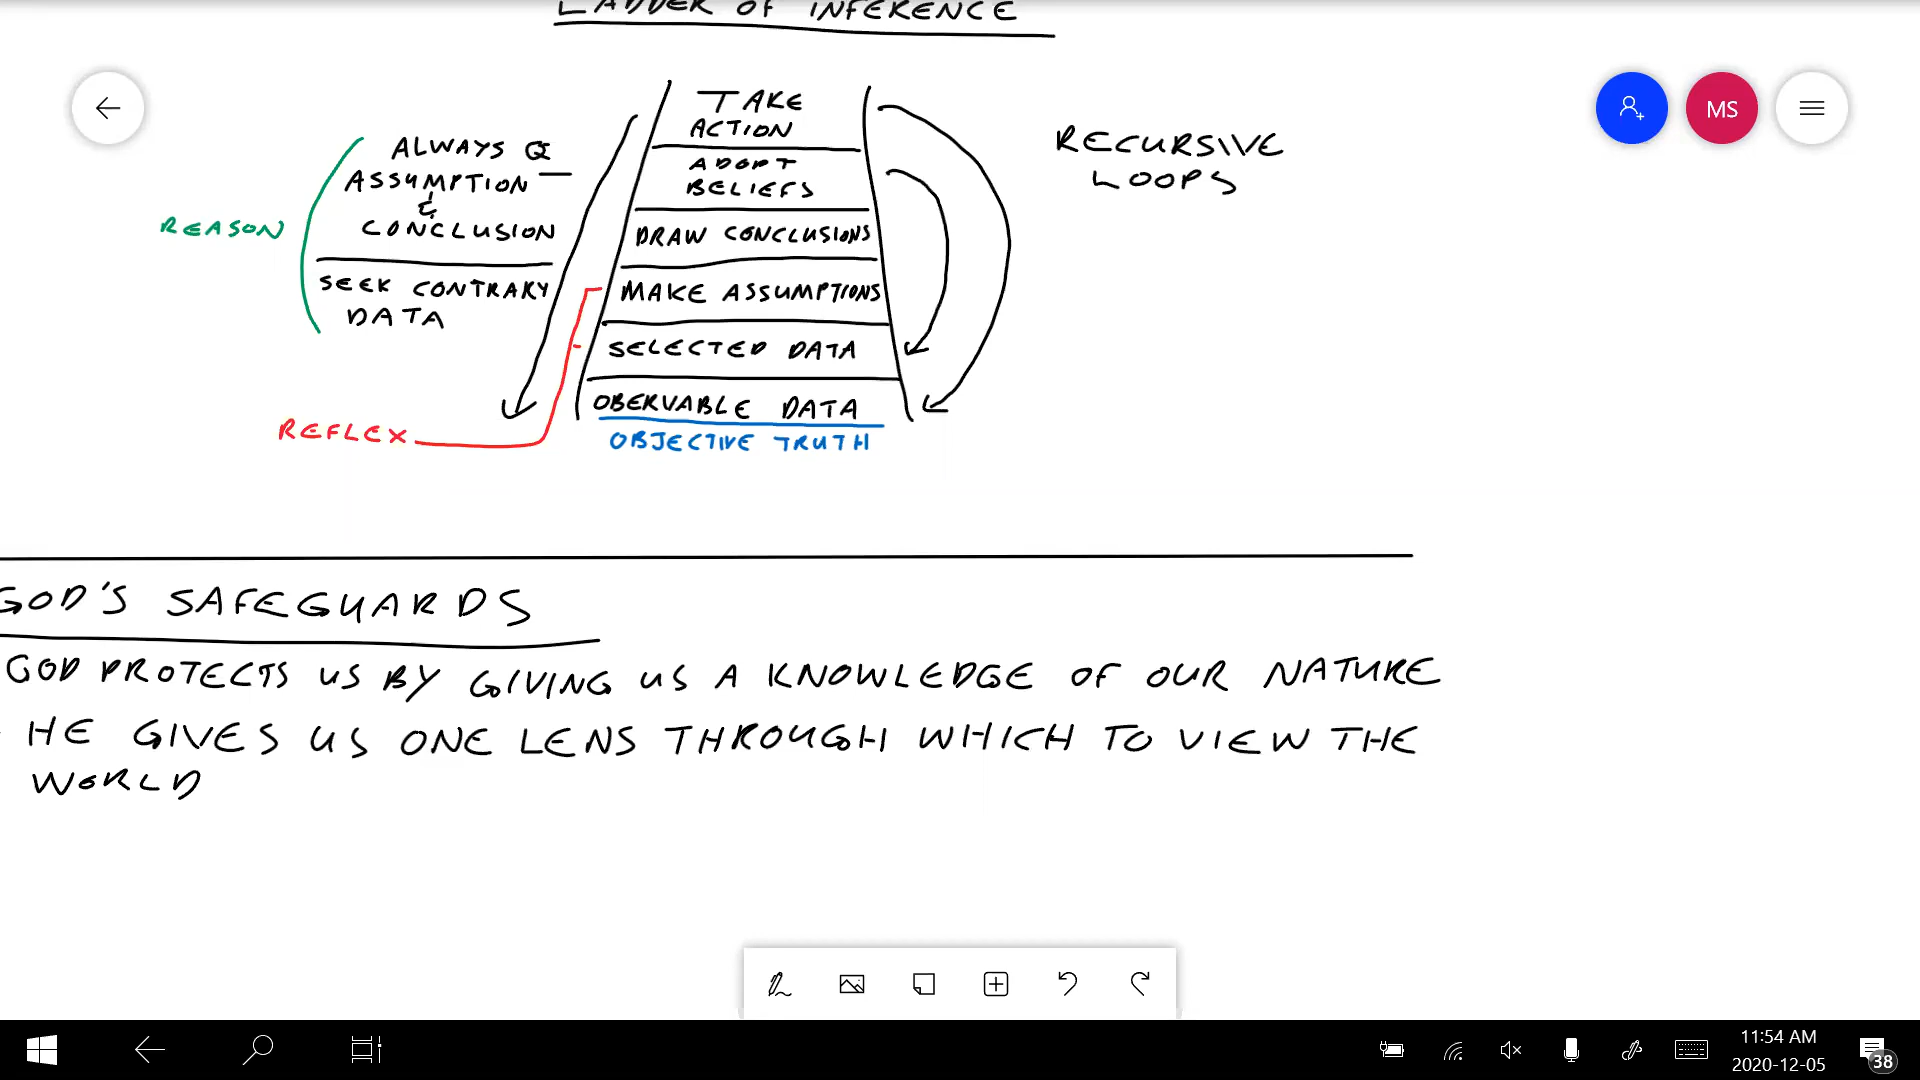 LADDER OF INFERENCE
TAKE
ACTION
ADOPT
BELIEFS
DRAW CONCLUSIONS
MAKE ASSUMPTIONS
SELECTED DATA
OBERVABLE DATA
OBJECTIVE TRUTH
ALWAYS Q
ASSUMPTION
&
CONCLUSION
SEEK CONTRARY
DATA
REASON
REFLEX
RECURSIVE
LOOPS
MS
GOD'S SAFEGUARDS
GOD PROTECTS US BY GIVING US A KNOWLEDGE OF OUR NATURE
HE GIVES US ONE LENS THROUGH WHICH TO VIEW THE
WORLD
11:54 AM
2020-12-05
38